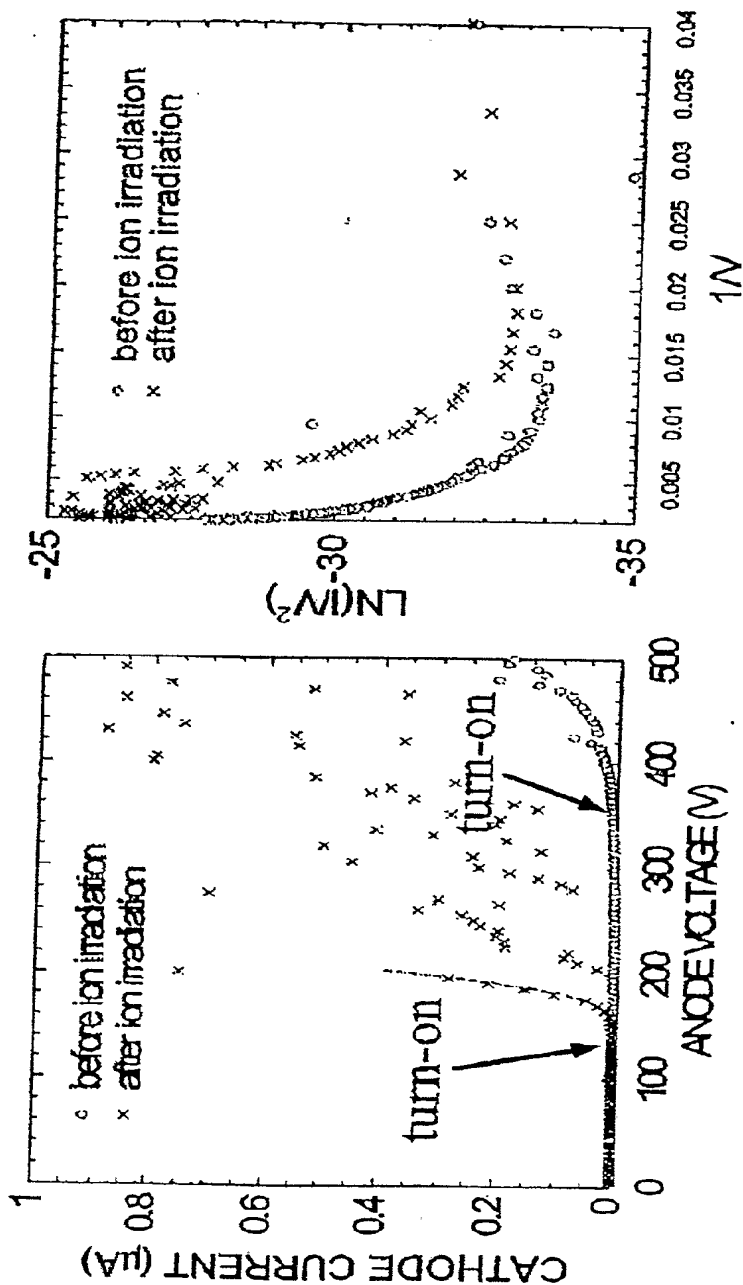 CATHODE CURRENT (μA)
1
0.8
0.6
0.4
0.2
0
o before ion irradiation
× after ion irradiation
turn-on
turn-on
0
100
200
300
400
500
ANODE VOLTAGE (V)
LN(I/V²)
-25
-30
-35
o before ion irradiation
× after ion irradiation
0.005
0.01
0.015
0.02
0.025
0.03
0.035
0.04
1/V